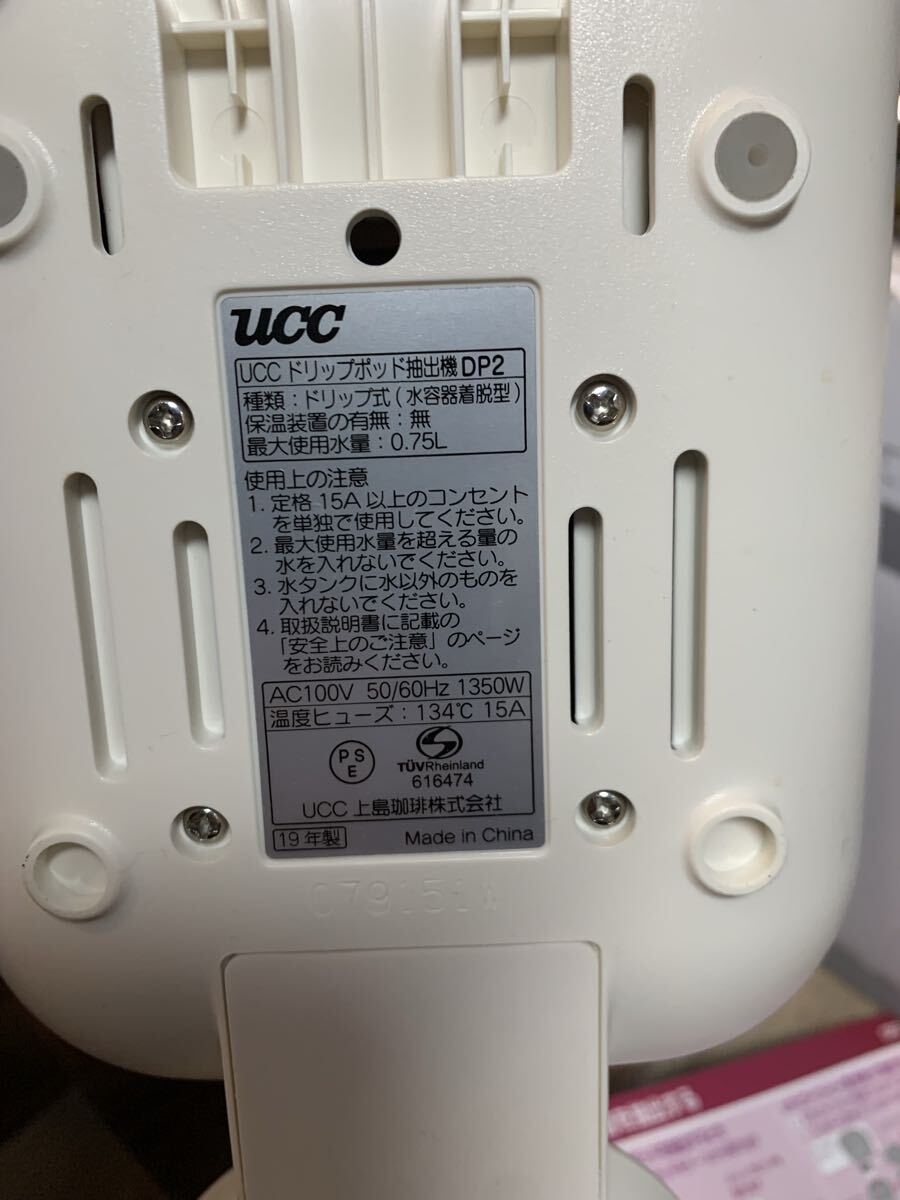 UCC
UCC ドリップポッド抽出機 DP2
種類：ドリップ式(水容器着脱型)
保温装置の有無：無
最大使用水量：0.75L
使用上の注意
1. 定格15A以上のコンセント
を単独で使用してください。
2. 最大使用水量を超える量の
水を入れないでください。
3. 水タンクに水以外のものを
入れないでください。
4. 取扱説明書に記載の
「安全上のご注意」のページ
をお読みください。
AC100V 50/60Hz 1350W
温度ヒューズ：134℃ 15A
PS
E
TÜVRheinland
616474
UCC 上島珈琲株式会社
19年製 Made in China